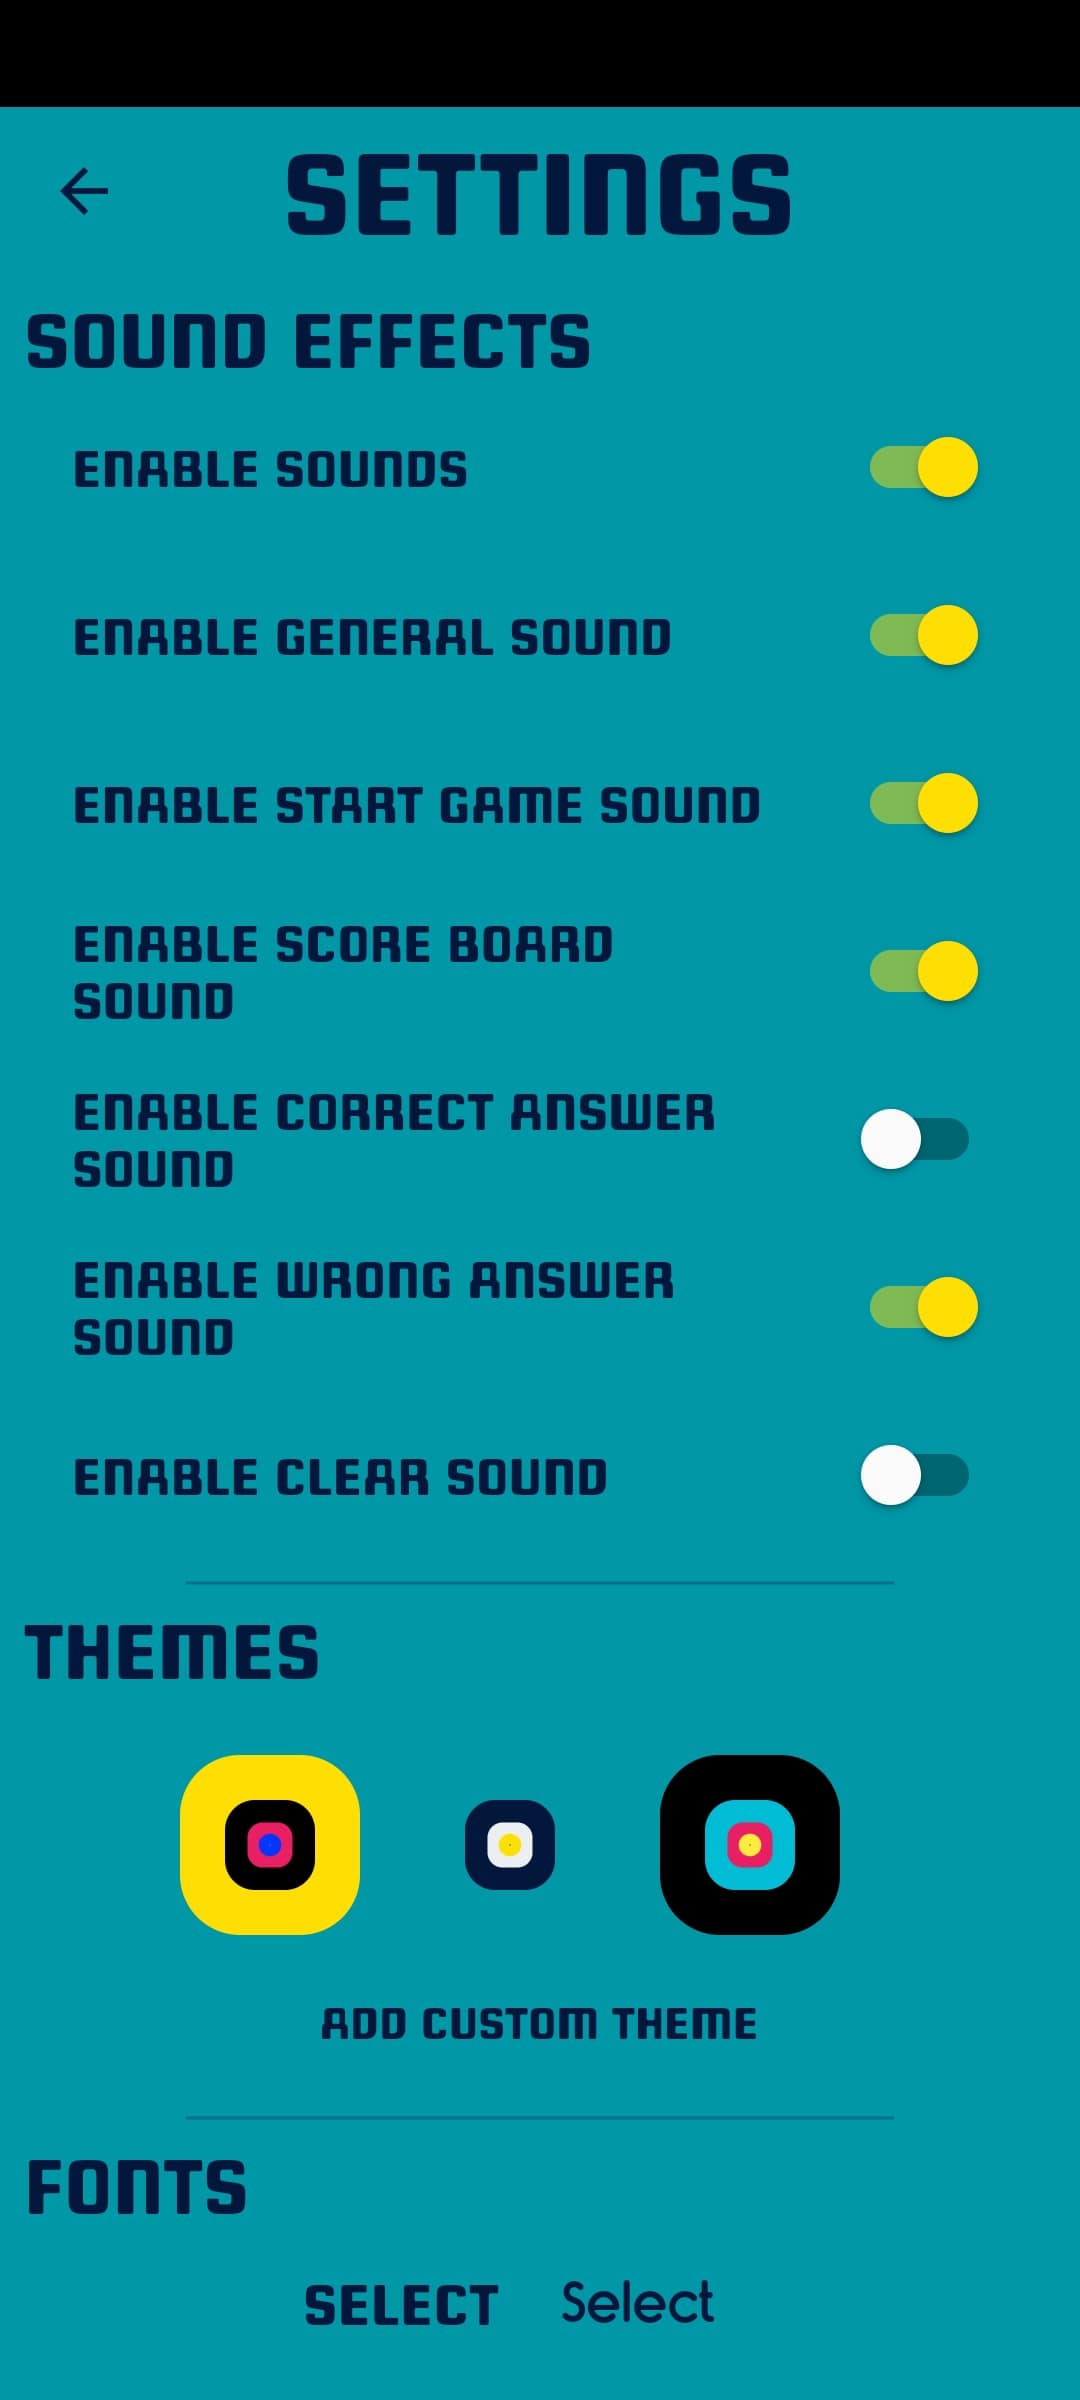 SETTINGS
SOUND EFFECTS
ENABLE SOUNDS
ENABLE GENERAL SOUND
ENABLE START GAME SOUND
ENABLE SCORE BOARD
SOUND
ENABLE CORRECT ANSWER
SOUND
ENABLE WRONG ANSWER
SOUND
ENABLE CLEAR SOUND
THEMES
ADD CUSTOM THEME
FONTS
SELECT Select